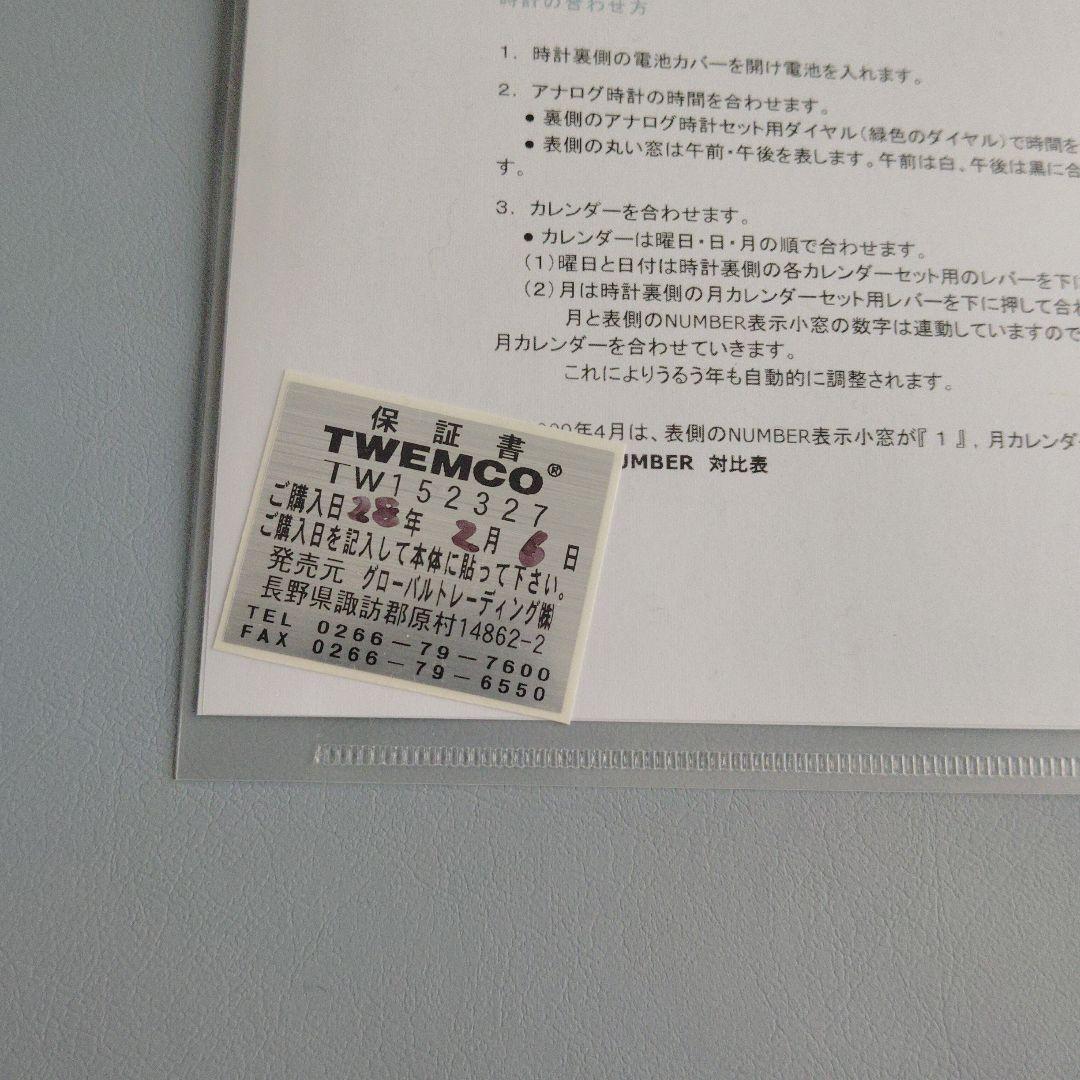 時計の合わせ方
1. 時計裏側の電池カバーを開け電池を入れます。
2. アナログ時計の時間を合わせます。
● 裏側のアナログ時計セット用ダイヤル（緑色のダイヤル）で時間を
● 表側の丸い窓は午前・午後を表します。午前は白、午後は黒に合
す。
3. カレンダーを合わせます。
● カレンダーは曜日・日・月の順で合わせます。
（1）曜日と日付は時計裏側の各カレンダーセット用のレバーを下に
（2）月は時計裏側の月カレンダーセット用レバーを下に押して合わ
月と表側のNUMBER表示小窓の数字は連動していますので
月カレンダーを合わせていきます。
これによりうるう年も自動的に調整されます。
年4月は、表側のNUMBER表示小窓が『 1 』, 月カレンダ
UMBER 対比表
保証書
TWEMCO®
TW152327
ご購入日28年 2月 6日
ご購入日を記入して本体に貼って下さい。
発売元 グローバルトレーディング㈱
長野県諏訪郡原村14862-2
TEL 0266-79-7600
FAX 0266-79-6550